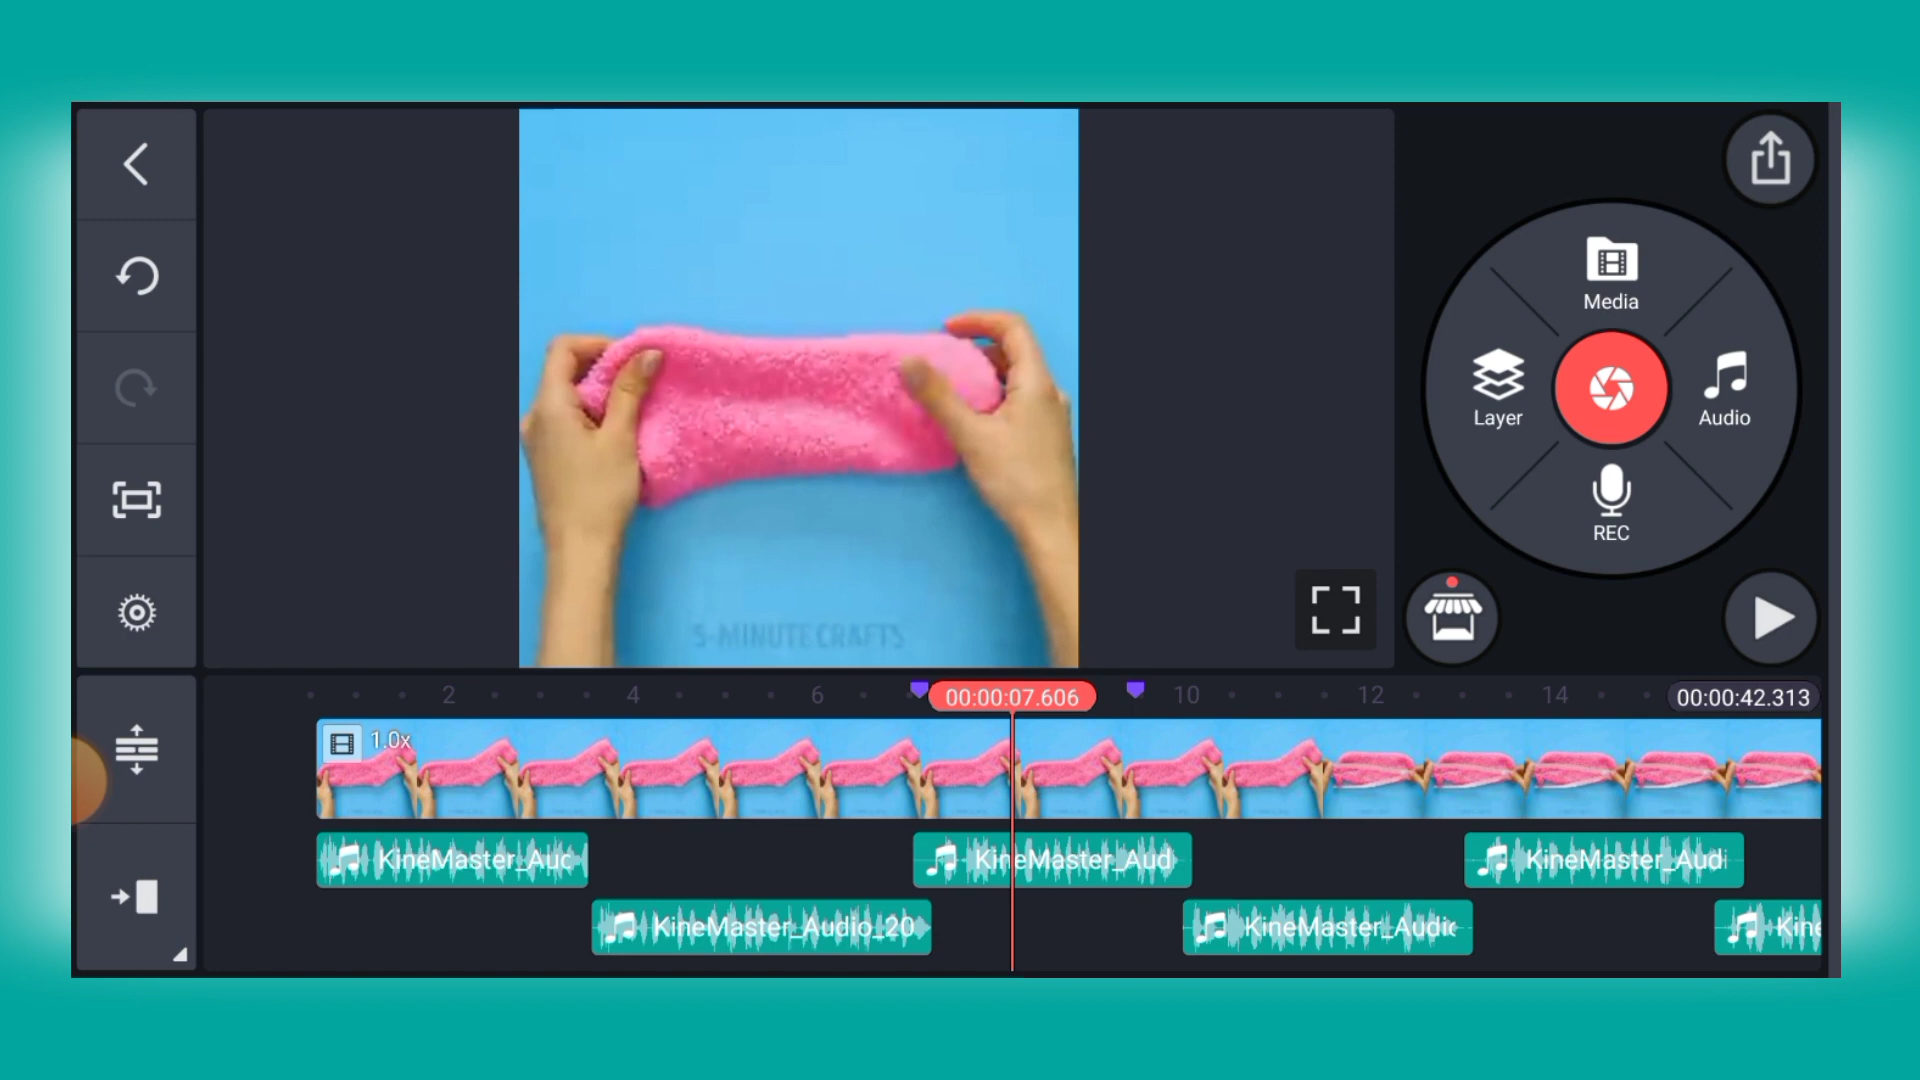 Media
Layer
Audio
REC
5-MINUTE CRAFTS
2
4
6
00:00:07.606
10
12
14
00:00:42.313
1.0x
KineMaster_Aud
KineMaster_Audi
KineMaster_Audio_20
KineMaster_Audic
Kine